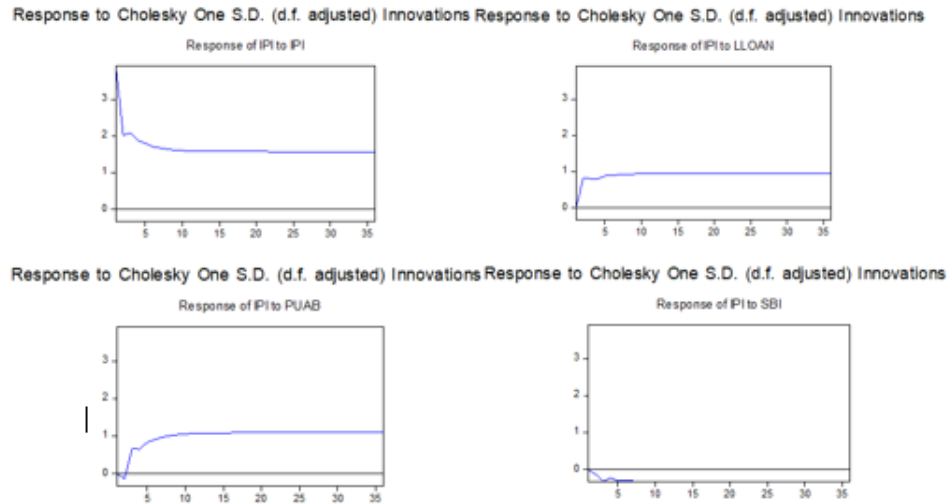 Response to Cholesky One S.D. (d.f. adjusted) Innovations
Response of IPI to IPI
3
2
1
0
5 10 15 20 25 30 35
Response to Cholesky One S.D. (d.f. adjusted) Innovations
Response of IPI to LLOAN
3
2
1
0
5 10 15 20 25 30 35
Response to Cholesky One S.D. (d.f. adjusted) Innovations
Response of IPI to PUAB
3
2
1
0
5 10 15 20 25 30 35
Response to Cholesky One S.D. (d.f. adjusted) Innovations
Response of IPI to SBI
3
2
1
0
5 10 15 20 25 30 35